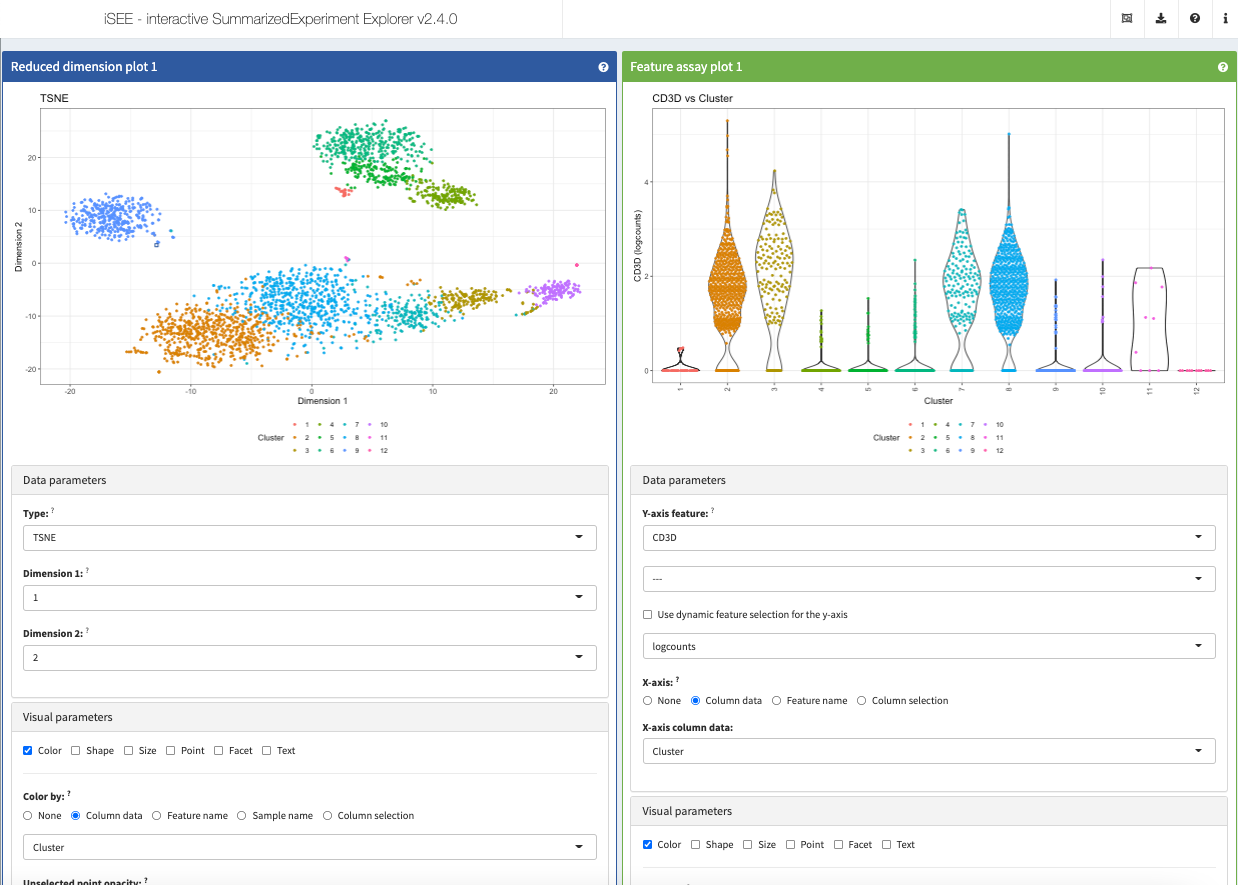 iSEE - interactive SummarizedExperiment Explorer v2.4.0
Reduced dimension plot 1
TSNE
Dimension 2
20
10
0
-10
-20
-20 -10 0 10 20
Dimension 1
Cluster
1 4 7 10
2 5 8 11
3 6 9 12
Data parameters
Type: ?
TSNE
Dimension 1: ?
1
Dimension 2: ?
2
Visual parameters
Color Shape Size Point Facet Text
Color by: ?
None Column data Feature name Sample name Column selection
Cluster
Unselected point opacity: ?
Feature assay plot 1
CD3D vs Cluster
CD3D (logcounts)
4
2
0
1 2 3 4 5 6 7 8 9 10 11 12
Cluster
Cluster
1 4 7 10
2 5 8 11
3 6 9 12
Data parameters
Y-axis feature: ?
CD3D
---
Use dynamic feature selection for the y-axis
logcounts
X-axis: ?
None Column data Feature name Column selection
X-axis column data:
Cluster
Visual parameters
Color Shape Size Point Facet Text